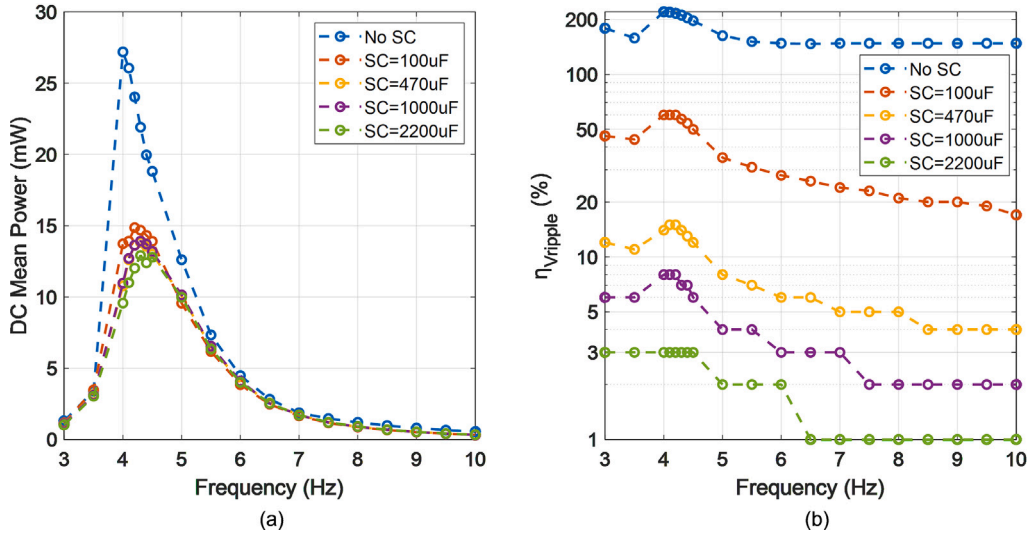 30
25
20
15
10
5
0
DC Mean Power (mW)
No SC
SC=100uF
SC=470uF
SC=1000uF
SC=2200uF
3 4 5 6 7 8 9 10
Frequency (Hz)
(a)
200
100
50
20
10
5
3
1
ηVripple (%)
No SC
SC=100uF
SC=470uF
SC=1000uF
SC=2200uF
3 4 5 6 7 8 9 10
Frequency (Hz)
(b)